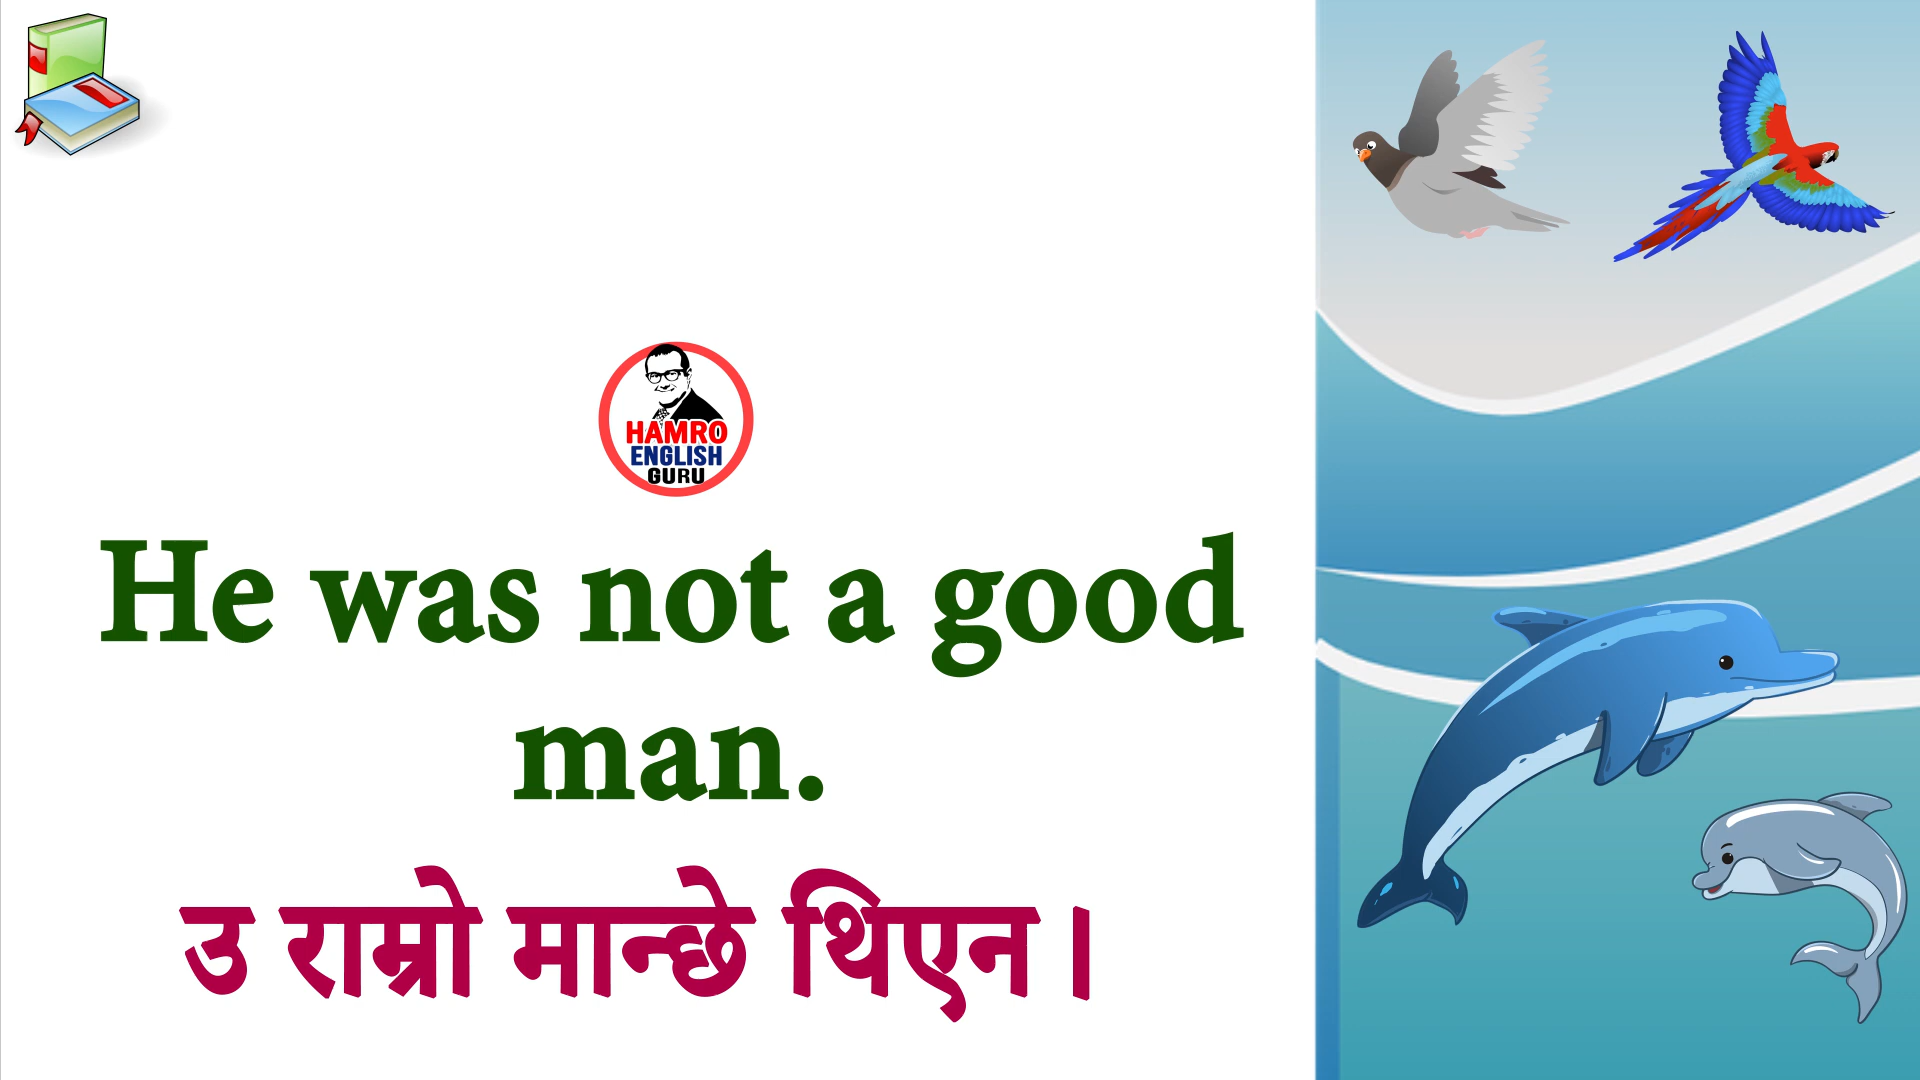 HAMRO
ENGLISH
GURU
He was not a good
man.
उ राम्रो मान्छे थिएन ।